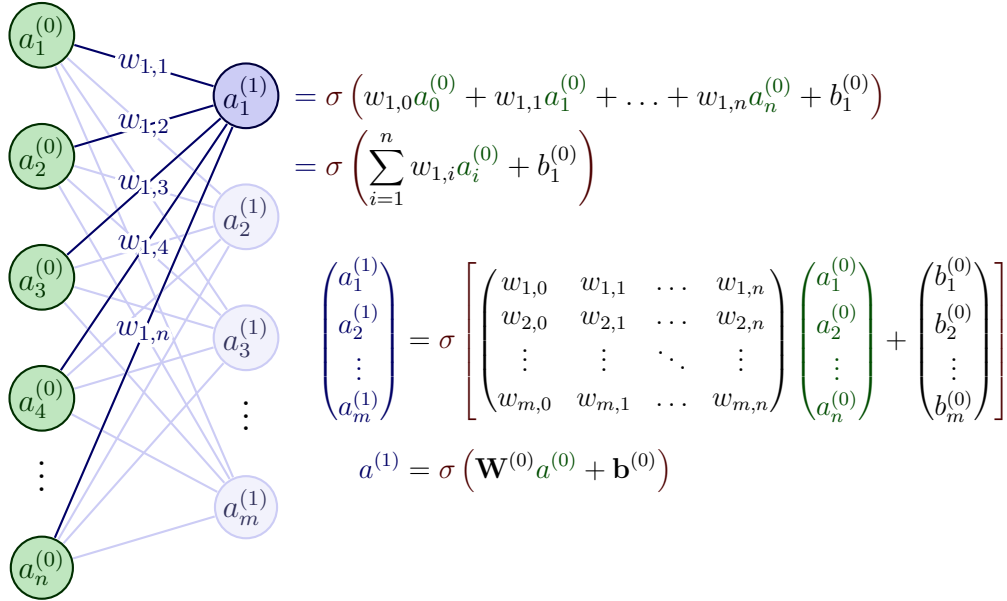 a_1^{(0)}
a_2^{(0)}
a_3^{(0)}
a_4^{(0)}
⋮
a_n^{(0)}
w_{1,1}
w_{1,2}
w_{1,3}
w_{1,4}
w_{1,n}
a_1^{(1)}
a_2^{(1)}
a_3^{(1)}
⋮
a_m^{(1)}
= σ ( w_{1,0} a_0^{(0)} + w_{1,1} a_1^{(0)} + … + w_{1,n} a_n^{(0)} + b_1^{(0)} )
= σ ( ∑_{i=1}^{n} w_{1,i} a_i^{(0)} + b_1^{(0)} )
( a_1^{(1)} a_2^{(1)} ⋮ a_m^{(1)} ) = σ [ ( w_{1,0} w_{1,1} … w_{1,n} w_{2,0} w_{2,1} … w_{2,n} ⋮ ⋮ ⋱ ⋮ w_{m,0} w_{m,1} … w_{m,n} ) ( a_1^{(0)} a_2^{(0)} ⋮ a_n^{(0)} ) + ( b_1^{(0)} b_2^{(0)} ⋮ b_m^{(0)} ) ]
a^{(1)} = σ ( W^{(0)} a^{(0)} + b^{(0)} )